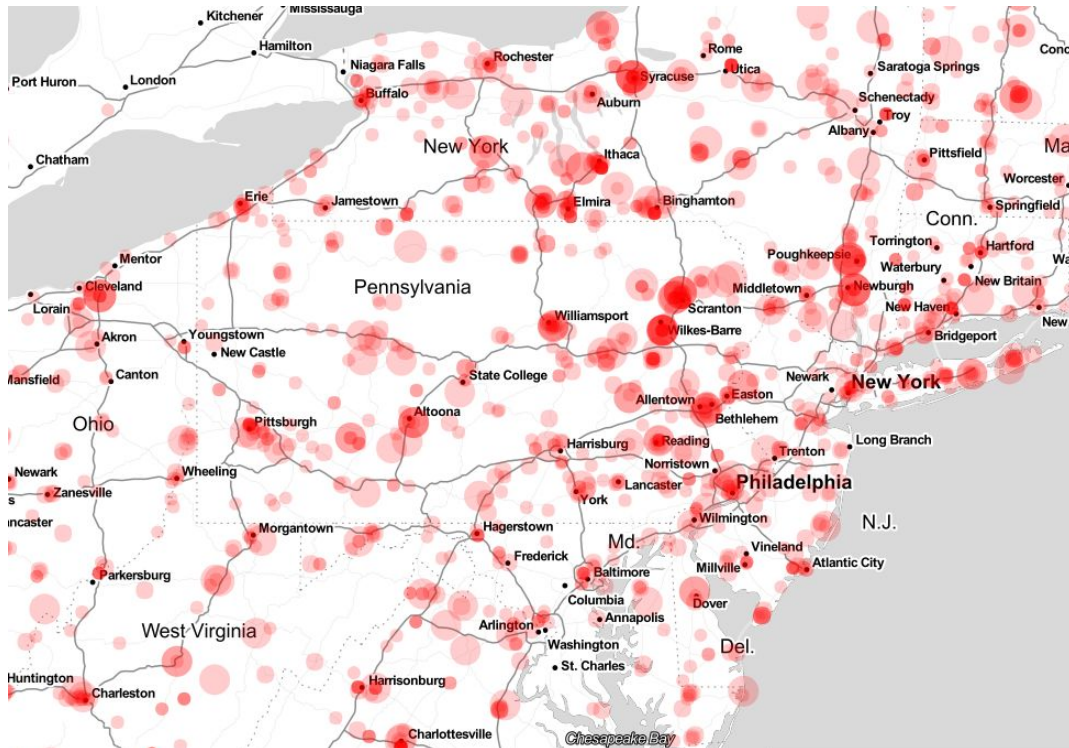 Mississauga
Kitchener
Hamilton
Rome
Conc
Rochester
Niagara Falls
Saratoga Springs
Port Huron
London
Syracuse
Utica
Buffalo
Auburn
Schenectady
Troy
Albany
New York
Ithaca
Pittsfield
Ma
Chatham
Worcester
Erie
Jamestown
Elmira
Binghamton
Springfield
Conn.
Torrington
Hartford
Poughkeepsie
Mentor
Waterbury
New Britain
Cleveland
Pennsylvania
Middletown
Newburgh
Lorain
Scranton
New Haven
New
Williamsport
Wilkes-Barre
Bridgeport
Youngstown
Akron
New Castle
Mansfield
Canton
State College
Newark
New York
Allentown
Easton
Altoona
Bethlehem
Ohio
Pittsburgh
Harrisburg
Reading
Long Branch
Trenton
Newark
Wheeling
Norristown
Lancaster
Philadelphia
Zanesville
York
ancaster
Wilmington
N.J.
Morgantown
Hagerstown
Md.
Vineland
Frederick
Millville
Atlantic City
Parkersburg
Baltimore
Columbia
Dover
Annapolis
West Virginia
Arlington
Washington
Del.
St. Charles
Huntington
Charleston
Harrisonburg
Charlottesville
Chesapeake Bay